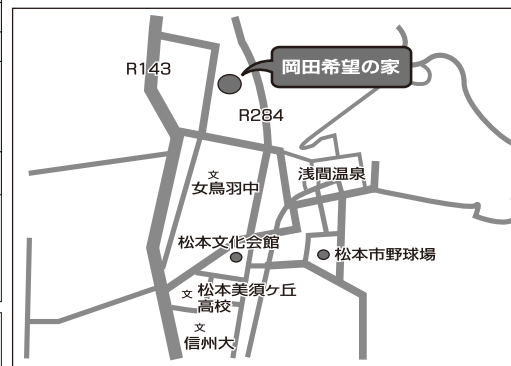 岡田希望の家
R143
R284
浅間温泉
文
女鳥羽中
松本文化会館
松本市野球場
文 松本美須ヶ丘
高校
文
信州大